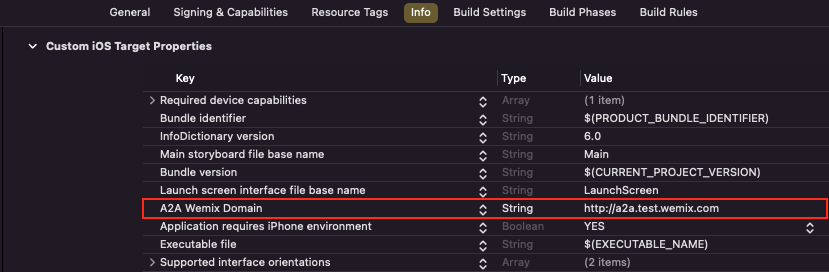 General Signing & Capabilities Resource Tags Info Build Settings Build Phases Build Rules
Custom iOS Target Properties
Key Type Value
Required device capabilities Array (1 item)
Bundle identifier String $(PRODUCT_BUNDLE_IDENTIFIER)
InfoDictionary version String 6.0
Main storyboard file base name String Main
Bundle version String $(CURRENT_PROJECT_VERSION)
Launch screen interface file base name String LaunchScreen
A2A Wemix Domain String http://a2a.test.wemix.com
Application requires iPhone environment Boolean YES
Executable file String $(EXECUTABLE_NAME)
Supported interface orientations Array (2 items)